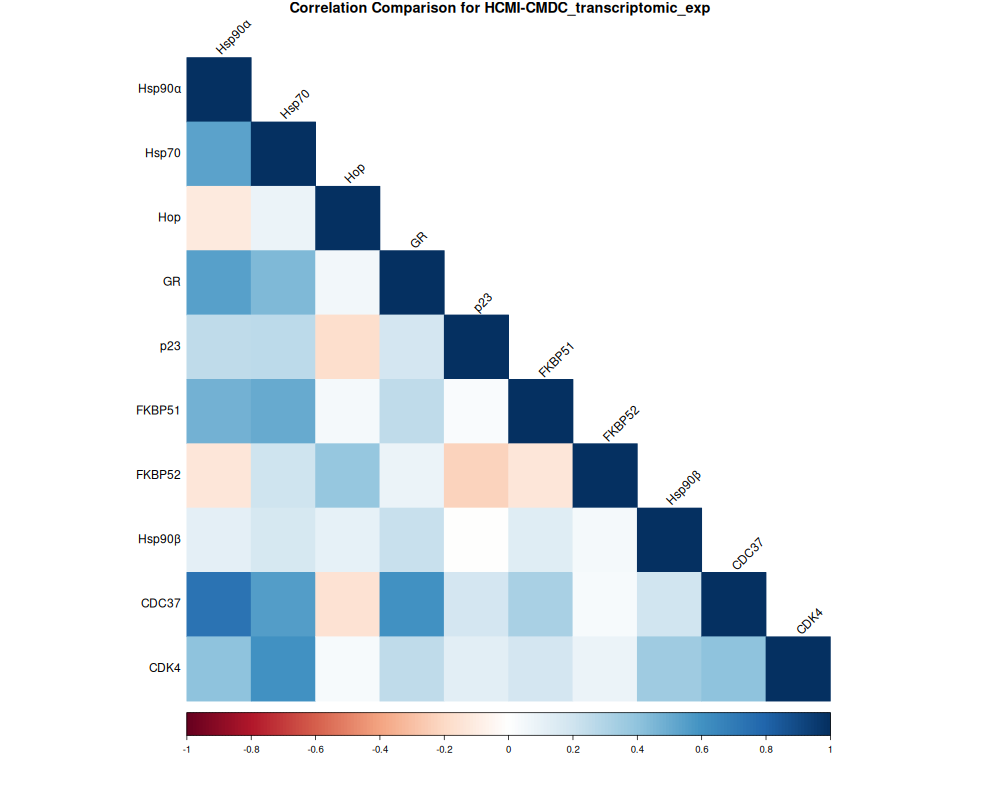 Correlation Comparison for HCMI-CMDC_transcriptomic_exp
Hsp90α
Hsp90α
Hsp70
Hsp70
Hop
Hop
GR
GR
p23
p23
FKBP51
FKBP51
FKBP52
FKBP52
Hsp90β
Hsp90β
CDC37
CDC37
CDK4
CDK4
-1 -0.8 -0.6 -0.4 -0.2 0 0.2 0.4 0.6 0.8 1